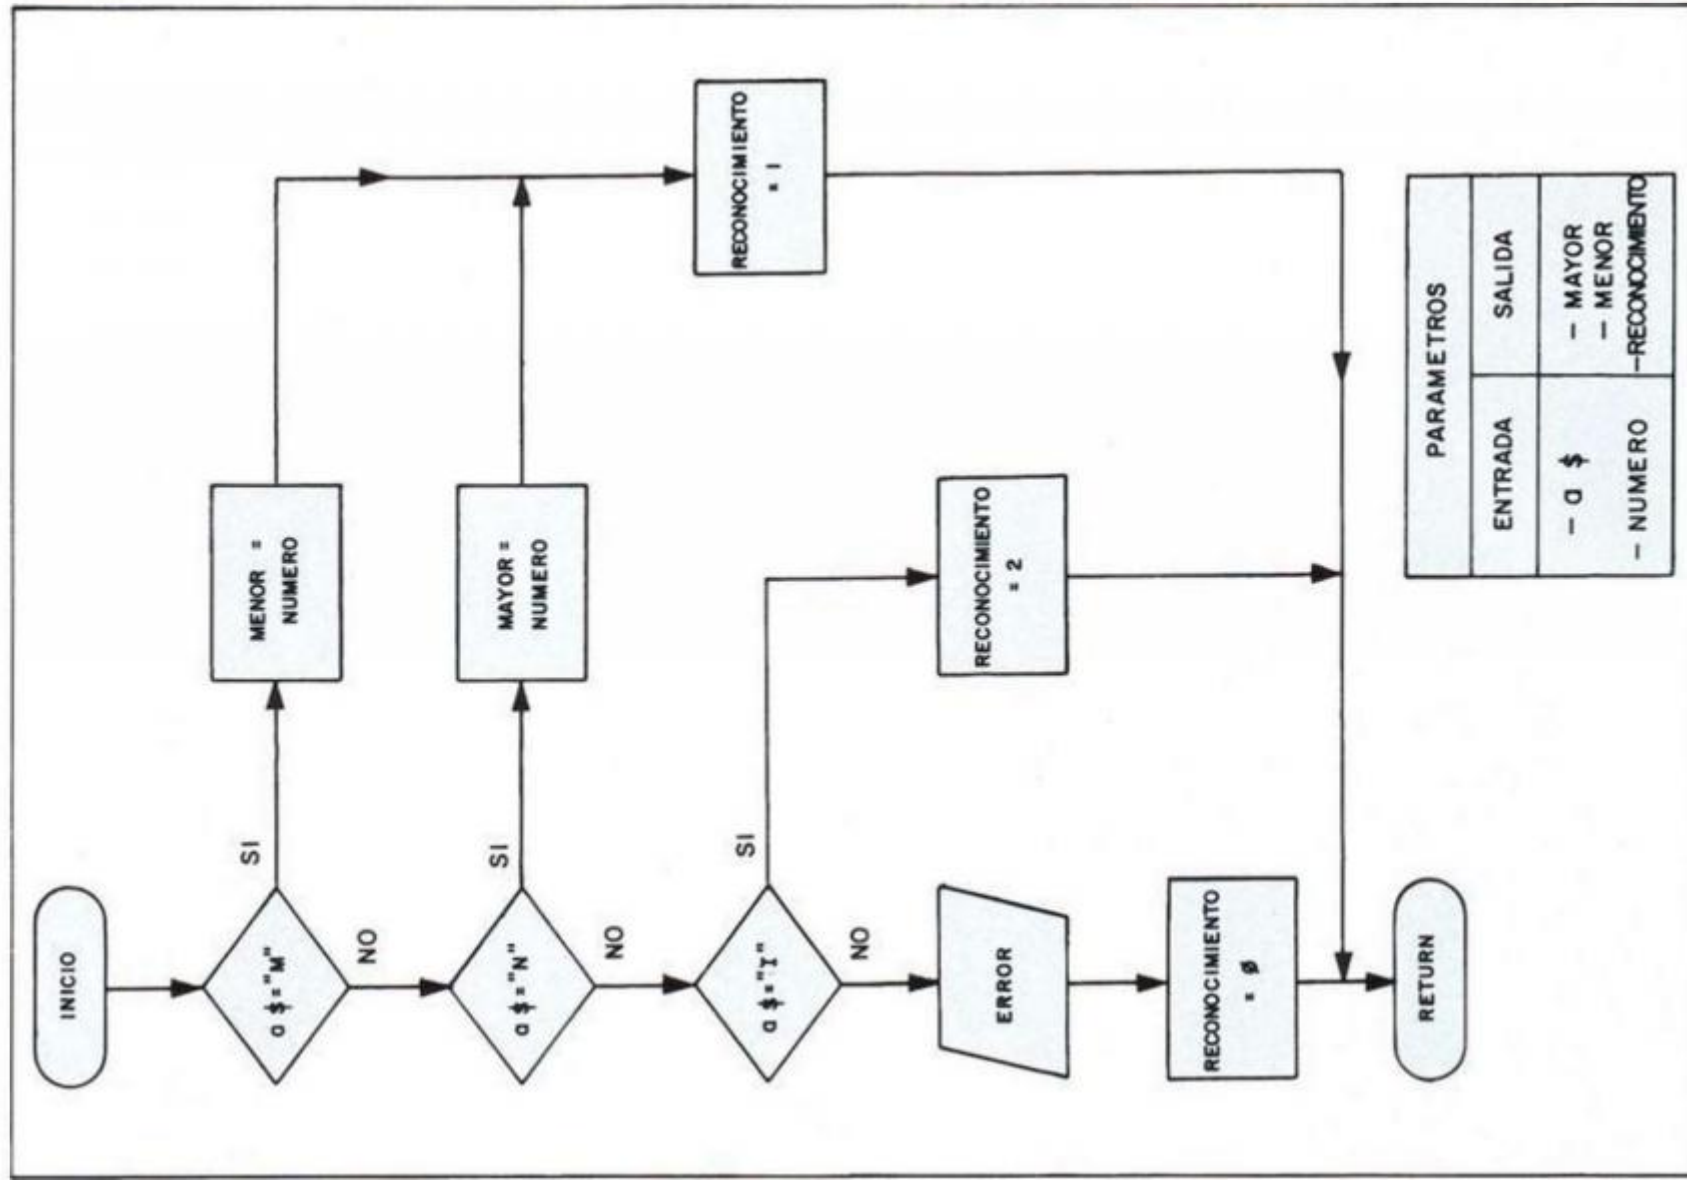 INICIO
a $="M"
SI
MENOR =
NUMERO
NO
a $="N"
SI
MAYOR =
NUMERO
NO
a $="I"
SI
RECONOCIMIENTO
= 1
RECONOCIMIENTO
= 2
NO
ERROR
RECONOCIMIENTO
= Ø
RETURN
PARAMETROS
ENTRADA
SALIDA
- a $
- NUMERO
- MAYOR
- MENOR
-RECONOCIMIENTO